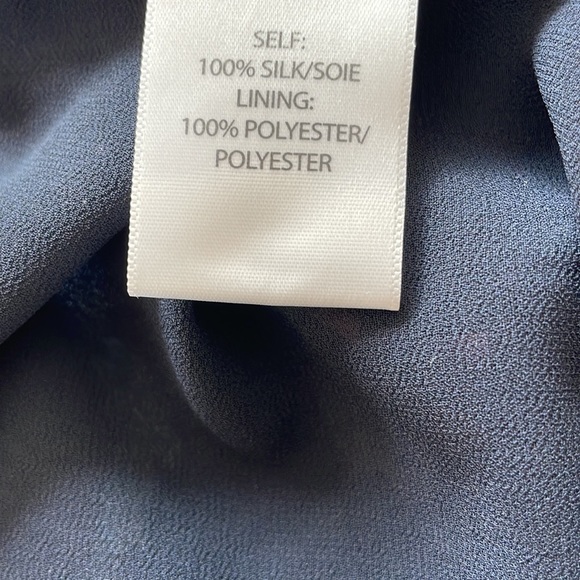 SELF:
100% SILK/SOIE
LINING:
100% POLYESTER/
POLYESTER